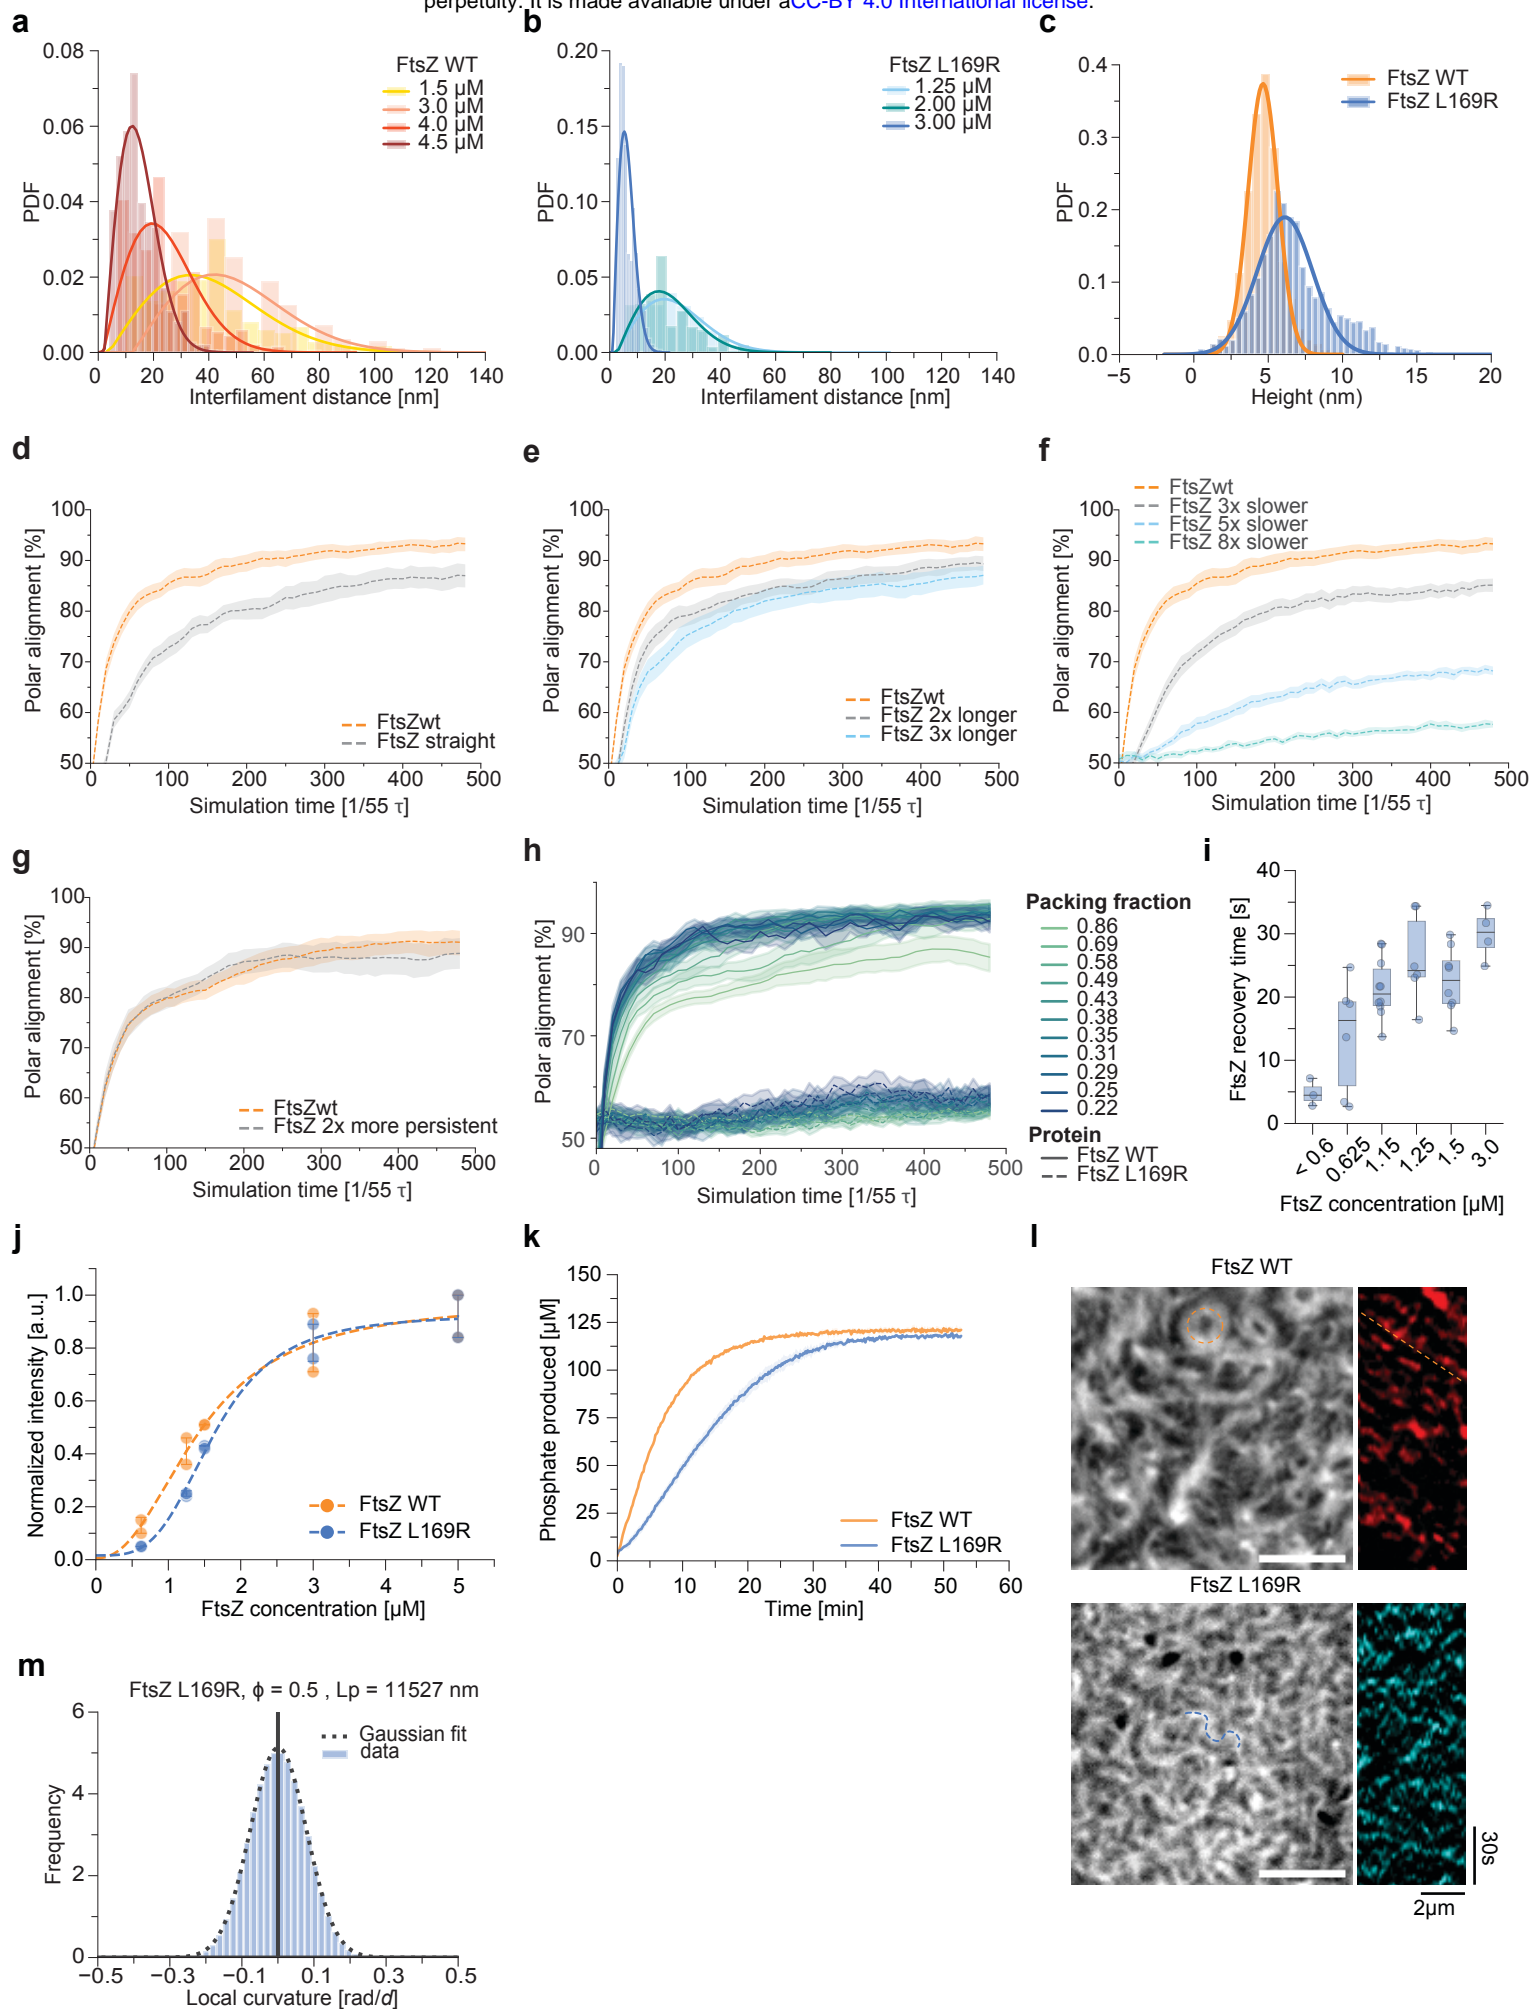 perpetuity. It is made available under aCC-BY 4.0 International license.
a
FtsZ WT
1.5 µM
3.0 µM
4.0 µM
4.5 µM
PDF
0.08
0.06
0.04
0.02
0.00
0 20 40 60 80 100 120 140
Interfilament distance [nm]
b
FtsZ L169R
1.25 µM
2.00 µM
3.00 µM
PDF
0.20
0.15
0.10
0.05
0.00
0 20 40 60 80 100 120 140
Interfilament distance [nm]
c
FtsZ WT
FtsZ L169R
PDF
0.4
0.3
0.2
0.1
0.0
−5 0 5 10 15 20
Height (nm)
d
Polar alignment [%]
100
90
80
70
60
50
FtsZwt
FtsZ straight
0 100 200 300 400 500
Simulation time [1/55 τ]
e
Polar alignment [%]
100
90
80
70
60
50
FtsZwt
FtsZ 2x longer
FtsZ 3x longer
0 100 200 300 400 500
Simulation time [1/55 τ]
f
FtsZwt
FtsZ 3x slower
FtsZ 5x slower
FtsZ 8x slower
Polar alignment [%]
100
90
80
70
60
50
0 100 200 300 400 500
Simulation time [1/55 τ]
g
Polar alignment [%]
100
90
80
70
60
50
FtsZwt
FtsZ 2x more persistent
0 100 200 300 400 500
Simulation time [1/55 τ]
h
Polar alignment [%]
90
70
50
0 100 200 300 400 500
Simulation time [1/55 τ]
Packing fraction
0.86
0.69
0.58
0.49
0.43
0.38
0.35
0.31
0.29
0.25
0.22
Protein
FtsZ WT
FtsZ L169R
i
FtsZ recovery time [s]
40
30
20
10
0
< 0.6 0.625 1.15 1.25 1.5 3.0
FtsZ concentration [µM]
j
Normalized intensity [a.u.]
1.0
0.8
0.6
0.4
0.2
0.0
FtsZ WT
FtsZ L169R
0 1 2 3 4 5
FtsZ concentration [µM]
k
Phosphate produced [µM]
150
125
100
75
50
25
0
FtsZ WT
FtsZ L169R
0 10 20 30 40 50 60
Time [min]
l
FtsZ WT
FtsZ L169R
30s
2µm
m
FtsZ L169R, ϕ = 0.5 , Lp = 11527 nm
Gaussian fit
data
Frequency
6
4
2
0
−0.5 −0.3 −0.1 0.1 0.3 0.5
Local curvature [rad/d]